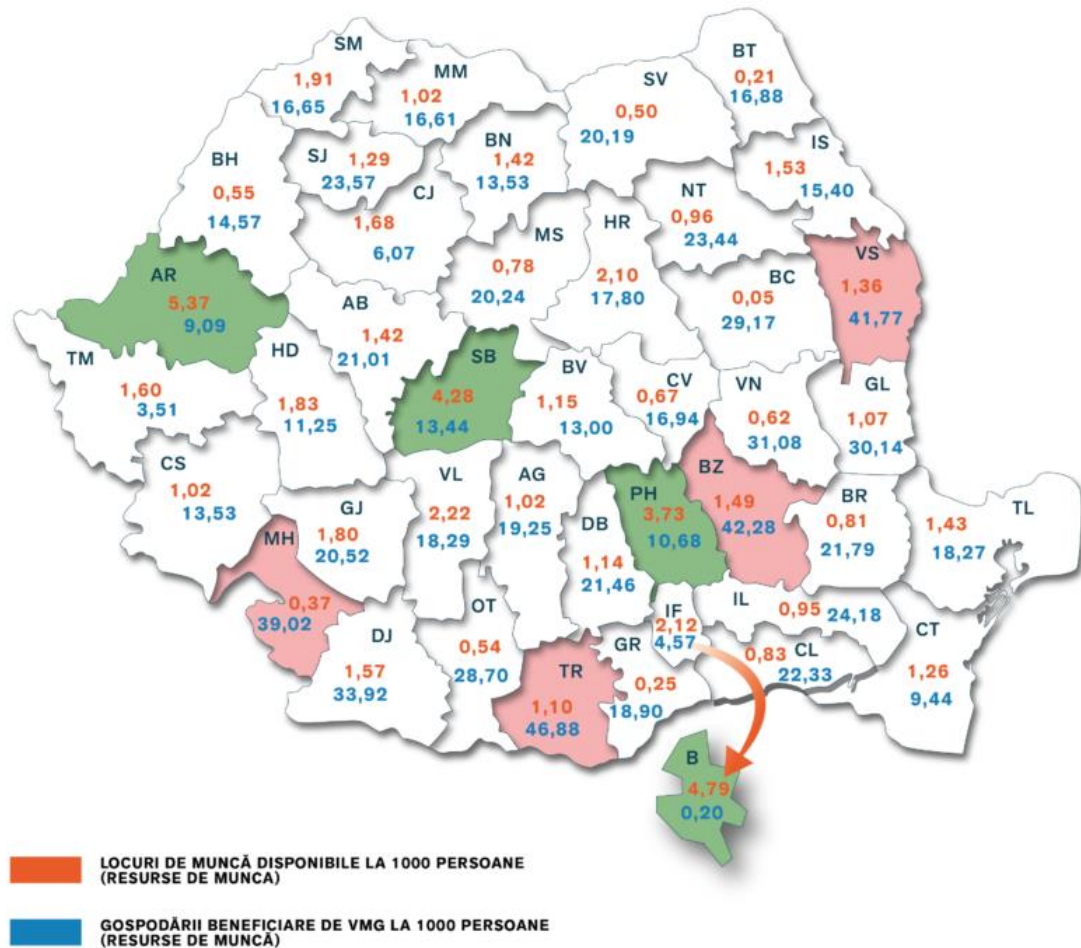 SM
1,91
16,65
MM
1,02
16,61
SV
0,50
20,19
BT
0,21
16,88
BH
0,55
14,57
SJ
1,29
23,57
CJ
1,68
6,07
BN
1,42
13,53
IS
1,53
15,40
NT
0,96
23,44
MS
0,78
20,24
HR
2,10
17,80
BC
0,05
29,17
VS
1,36
41,77
AR
5,37
9,09
AB
1,42
21,01
TM
1,60
3,51
HD
1,83
11,25
SB
4,28
13,44
BV
1,15
13,00
CV
0,67
16,94
VN
0,62
31,08
GL
1,07
30,14
CS
1,02
13,53
GJ
1,80
20,52
VL
2,22
18,29
AG
1,02
19,25
DB
1,14
21,46
PH
3,73
10,68
BZ
1,49
42,28
BR
0,81
21,79
TL
1,43
18,27
MH
0,37
39,02
DJ
1,57
33,92
OT
0,54
28,70
TR
1,10
46,88
GR
0,25
18,90
IF
2,12
4,57
IL
0,95
24,18
CL
0,83
22,33
CT
1,26
9,44
B
4,79
0,20
LOCURI DE MUNCĂ DISPONIBILE LA 1000 PERSOANE
(RESURSE DE MUNCA)
GOSPODĂRII BENEFICIARE DE VMG LA 1000 PERSOANE
(RESURSE DE MUNCĂ)